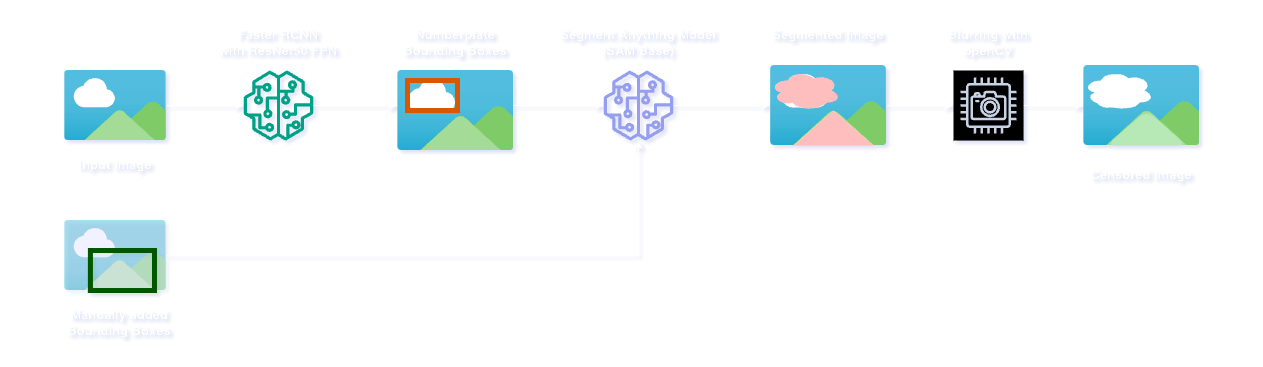 Faster RCNN
with ResNet50 FPN
Numberplate
Bounding Boxes
Segment Anything Model
(SAM Base)
Segmented Image
Blurring with
openCV
Input Image
Censored Image
Manually added
Bounding Boxes